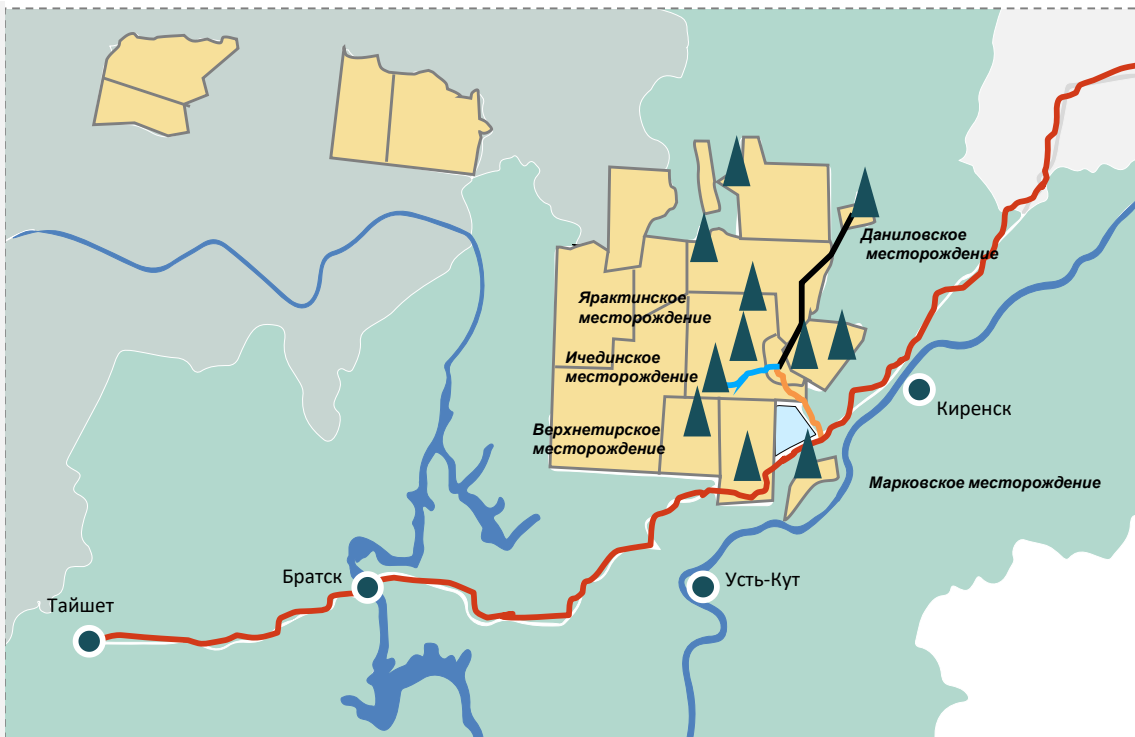 Даниловское
месторождение
Ярактинское
месторождение
Ичединское
месторождение
Киренск
Верхнетирское
месторождение
Марковское месторождение
Братск
Усть-Кут
Тайшет